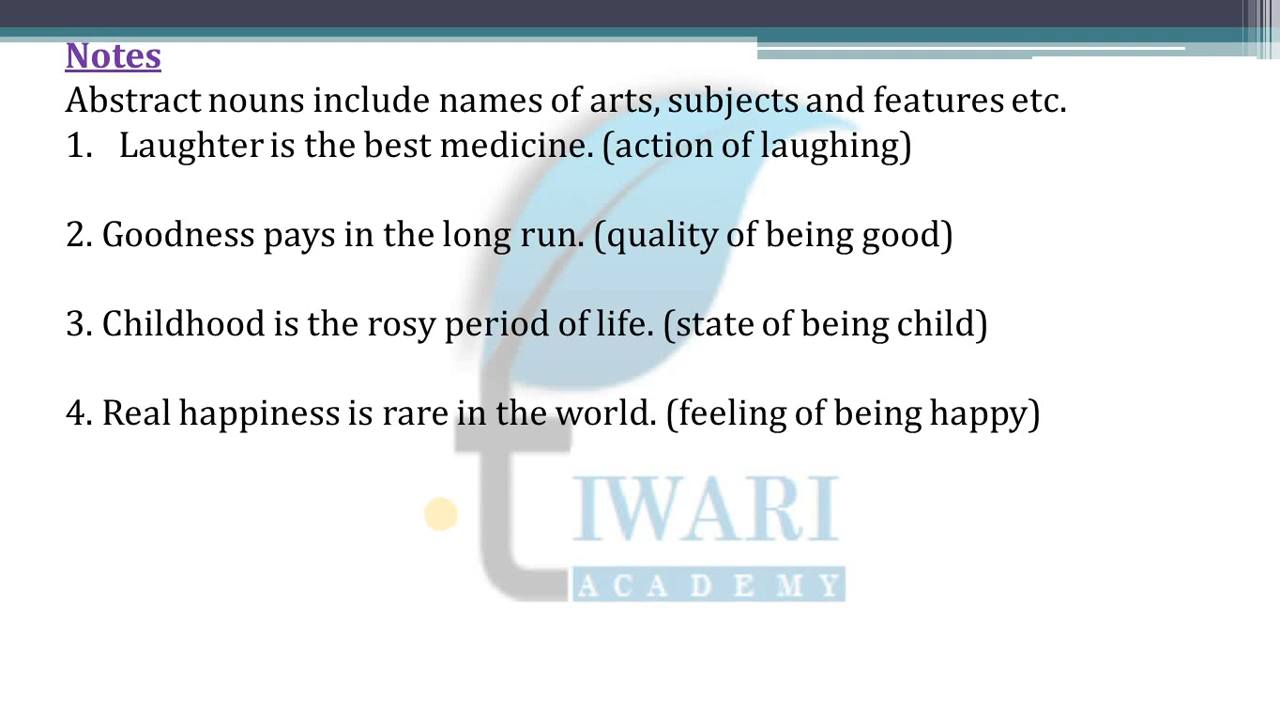 Notes
Abstract nouns include names of arts, subjects and features etc.
1. Laughter is the best medicine. (action of laughing)
2. Goodness pays in the long run. (quality of being good)
3. Childhood is the rosy period of life. (state of being child)
4. Real happiness is rare in the world. (feeling of being happy)
tIWARI
ACADEMY